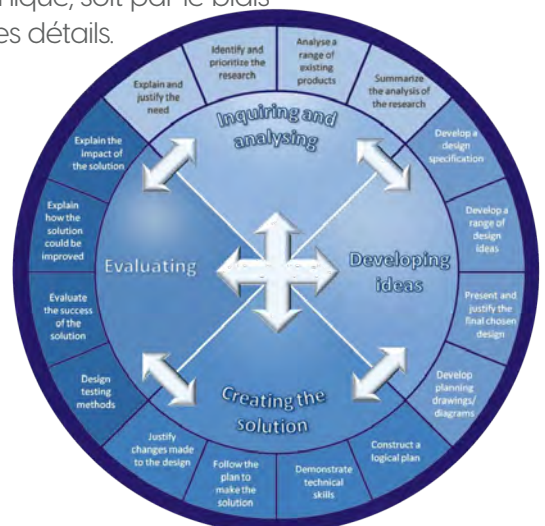 nique, soit par le biais
es détails.
Explain and
justify the
need
Identify and
prioritize the
research
Analyse a
range of
existing
products
Summarize
the analysis of
the research
Develop a
design
specification
Develop a
range of
design
ideas
Present and
justify the
final chosen
design
Develop
planning
drawings/
diagrams
Construct a
logical plan
Demonstrate
technical
skills
Follow the
plan to
make the
solution
Justify
changes made
to the design
Design
testing
methods
Evaluate
the success
of the
solution
Explain
how the
solution
could be
improved
Explain the
impact of
the solution
Inquiring and
analysing
Developing
ideas
Creating the
solution
Evaluating